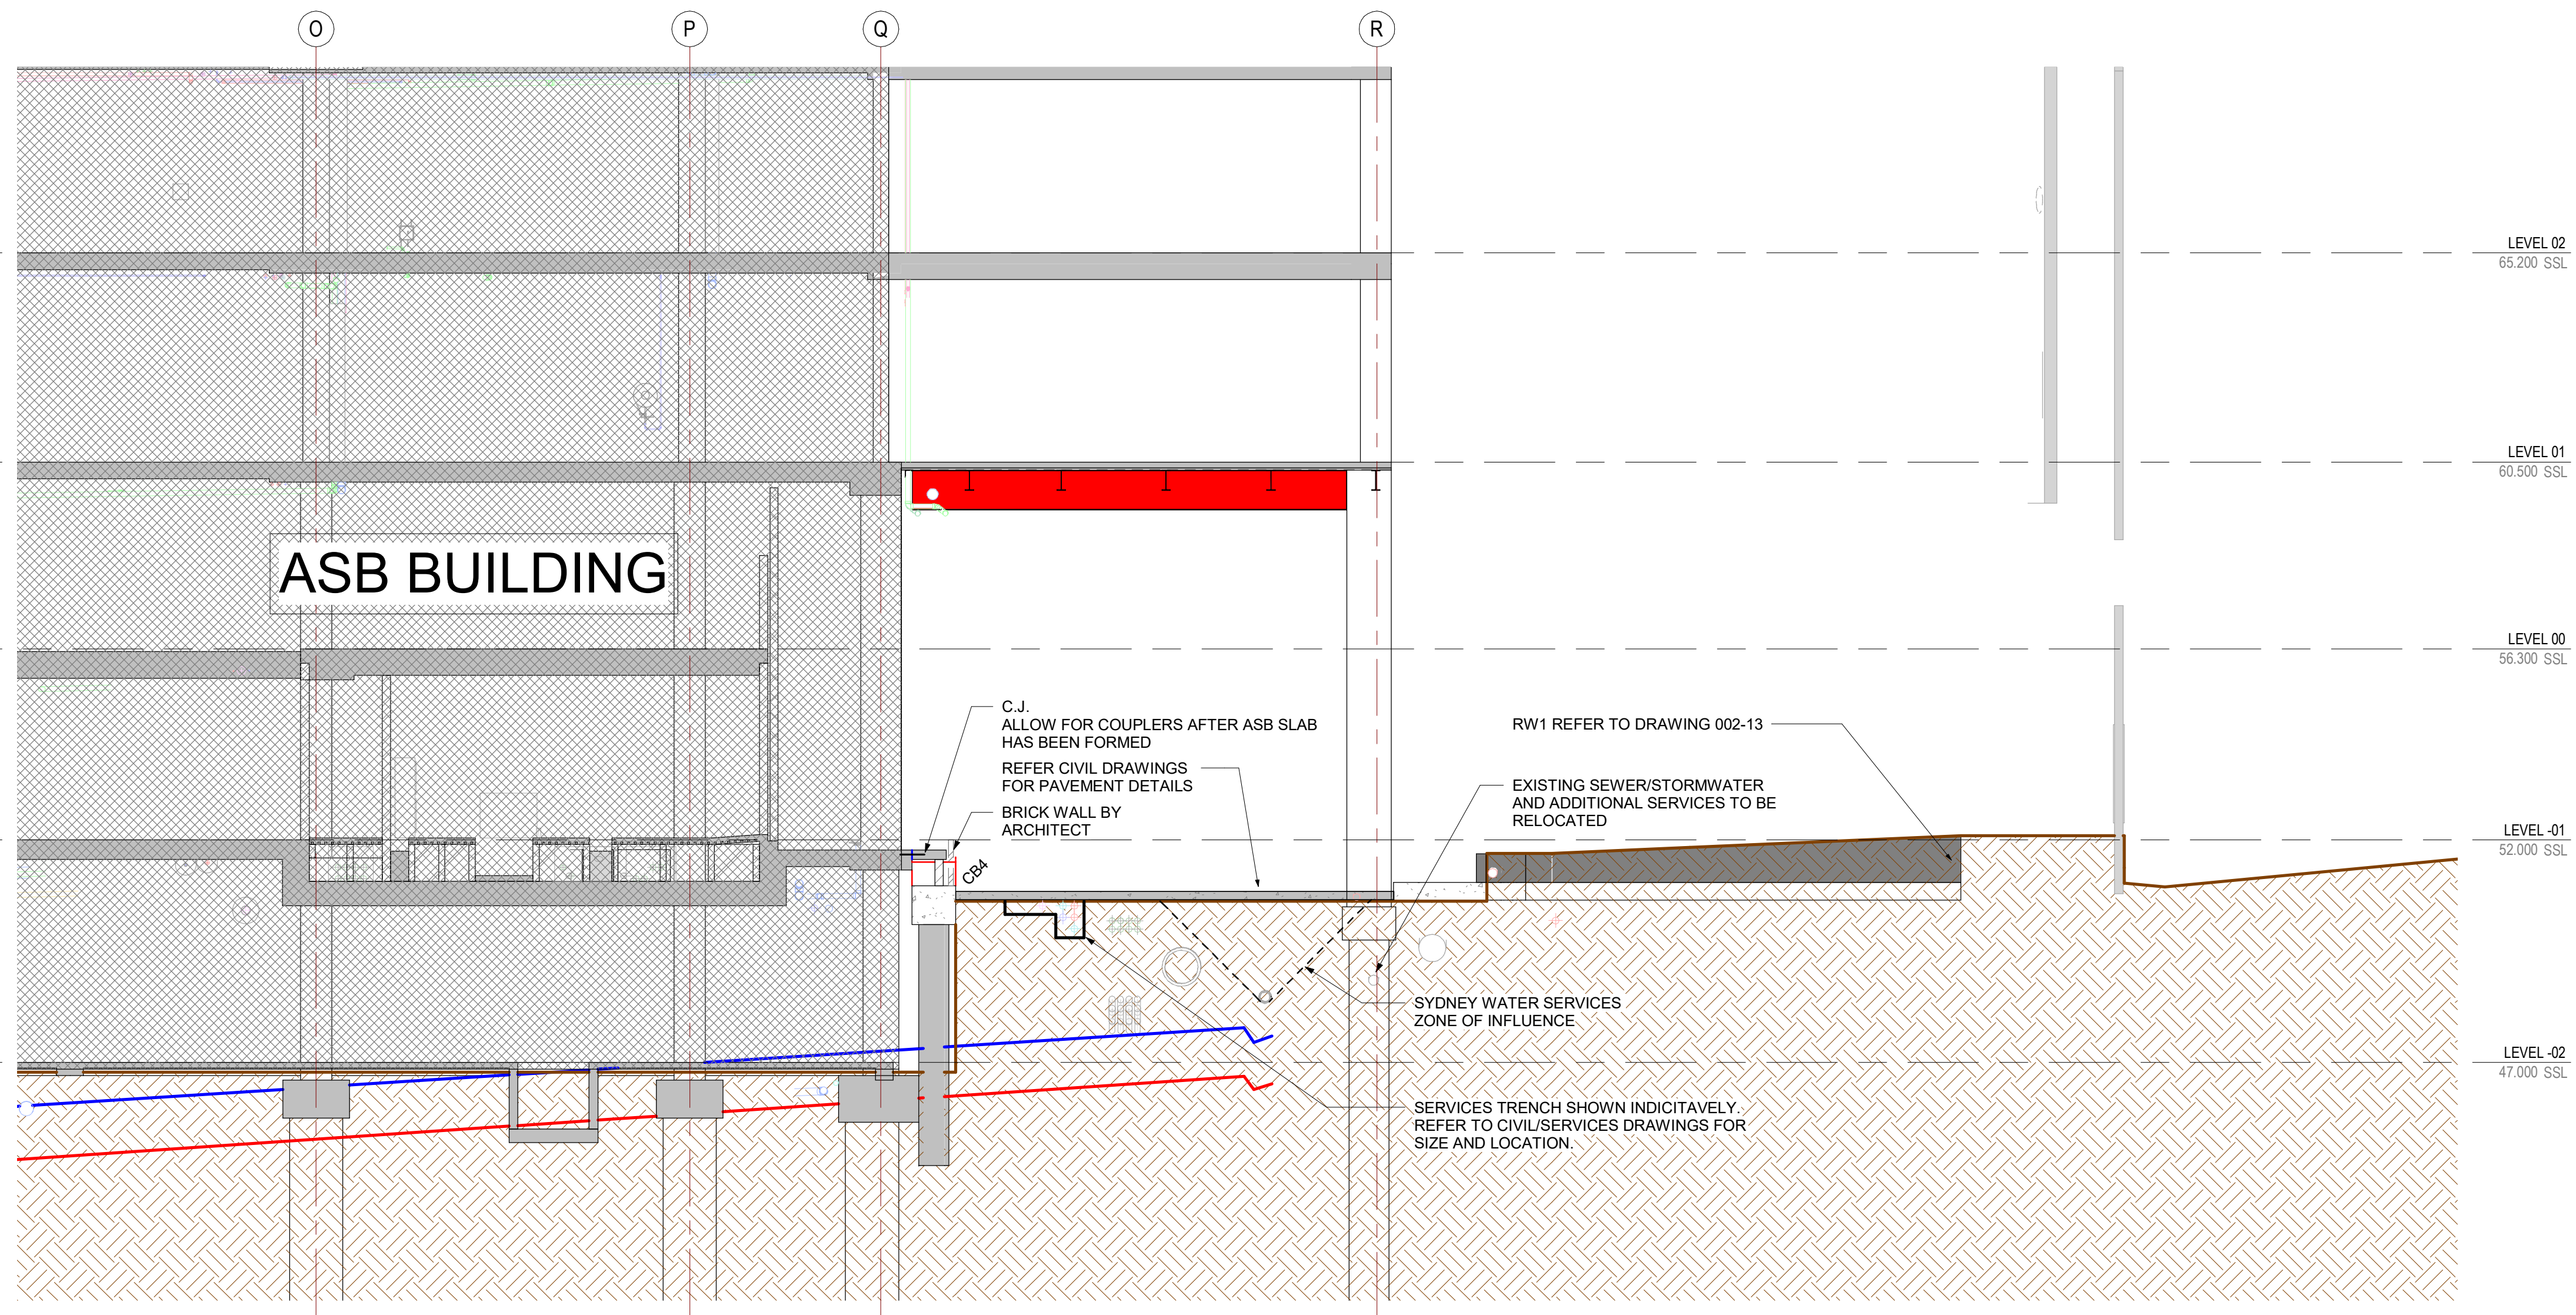 O
P
Q
R
LEVEL 02
65.200 SSL
LEVEL 01
60.500 SSL
ASB BUILDING
LEVEL 00
56.300 SSL
C.J.
ALLOW FOR COUPLERS AFTER ASB SLAB
HAS BEEN FORMED
REFER CIVIL DRAWINGS
FOR PAVEMENT DETAILS
BRICK WALL BY
ARCHITECT
CB4
RW1 REFER TO DRAWING 002-13
EXISTING SEWER/STORMWATER
AND ADDITIONAL SERVICES TO BE
RELOCATED
LEVEL -01
52.000 SSL
SYDNEY WATER SERVICES
ZONE OF INFLUENCE
LEVEL -02
47.000 SSL
SERVICES TRENCH SHOWN INDICITAVELY.
REFER TO CIVIL/SERVICES DRAWINGS FOR
SIZE AND LOCATION.